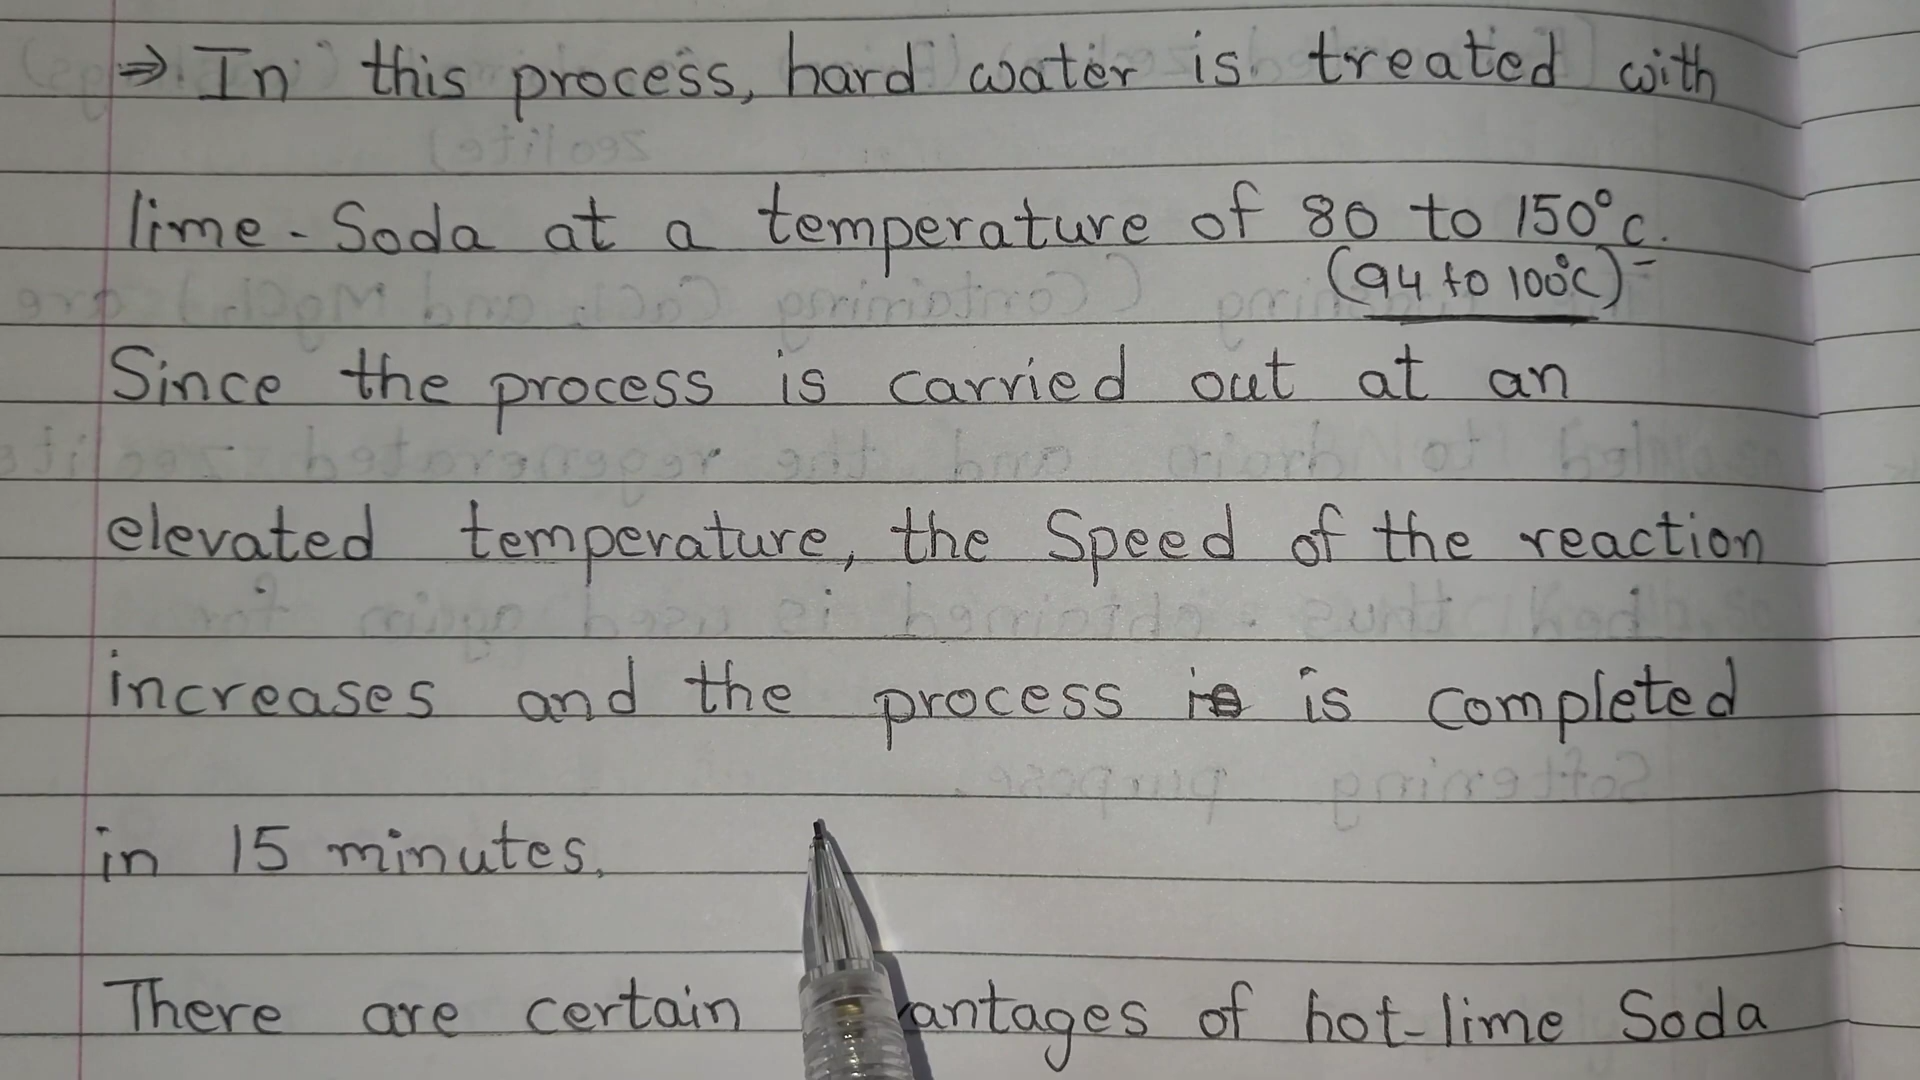 ⇒ In this process, hard water is treated with
lime-Soda at a temperature of 80 to 150°c.
(94 to 100°C)
Since the process is carried out at an
elevated temperature, the Speed of the reaction
increases and the process is completed
in 15 minutes.
There are certain antages of hot-lime Soda